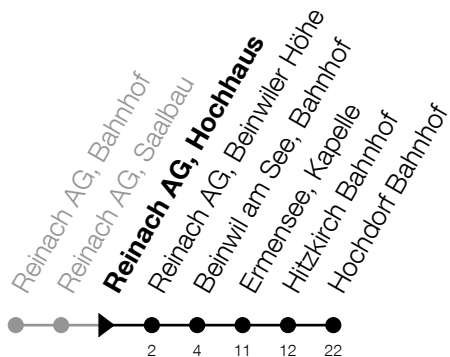 Reinach AG, Bahnhof
Reinach AG, Saalbau
Reinach AG, Hochhaus
Reinach AG, Beinwiler Höhe
Beinwil am See, Bahnhof
Ermensee, Kapelle
Hitzkirch Bahnhof
Hochdorf Bahnhof
2 4 11 12 22